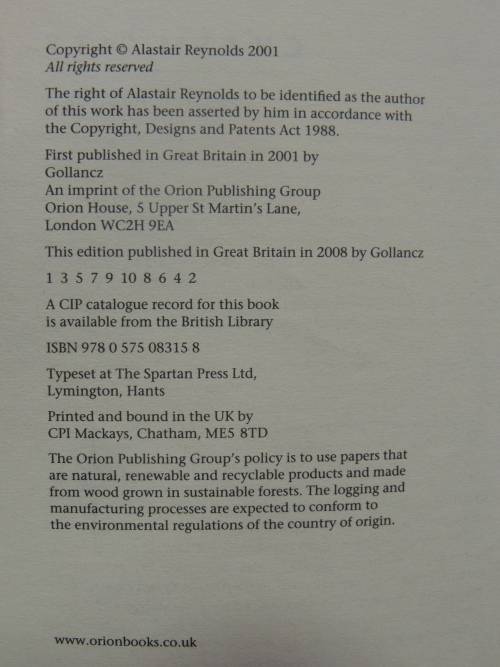 Copyright © Alastair Reynolds 2001
All rights reserved
The right of Alastair Reynolds to be identified as the author
of this work has been asserted by him in accordance with
the Copyright, Designs and Patents Act 1988.
First published in Great Britain in 2001 by
Gollancz
An imprint of the Orion Publishing Group
Orion House, 5 Upper St Martin's Lane,
London WC2H 9EA
This edition published in Great Britain in 2008 by Gollancz
1 3 5 7 9 10 8 6 4 2
A CIP catalogue record for this book
is available from the British Library
ISBN 978 0 575 08315 8
Typeset at The Spartan Press Ltd,
Lymington, Hants
Printed and bound in the UK by
CPI Mackays, Chatham, ME5 8TD
The Orion Publishing Group's policy is to use papers that
are natural, renewable and recyclable products and made
from wood grown in sustainable forests. The logging and
manufacturing processes are expected to conform to
the environmental regulations of the country of origin.
www.orionbooks.co.uk